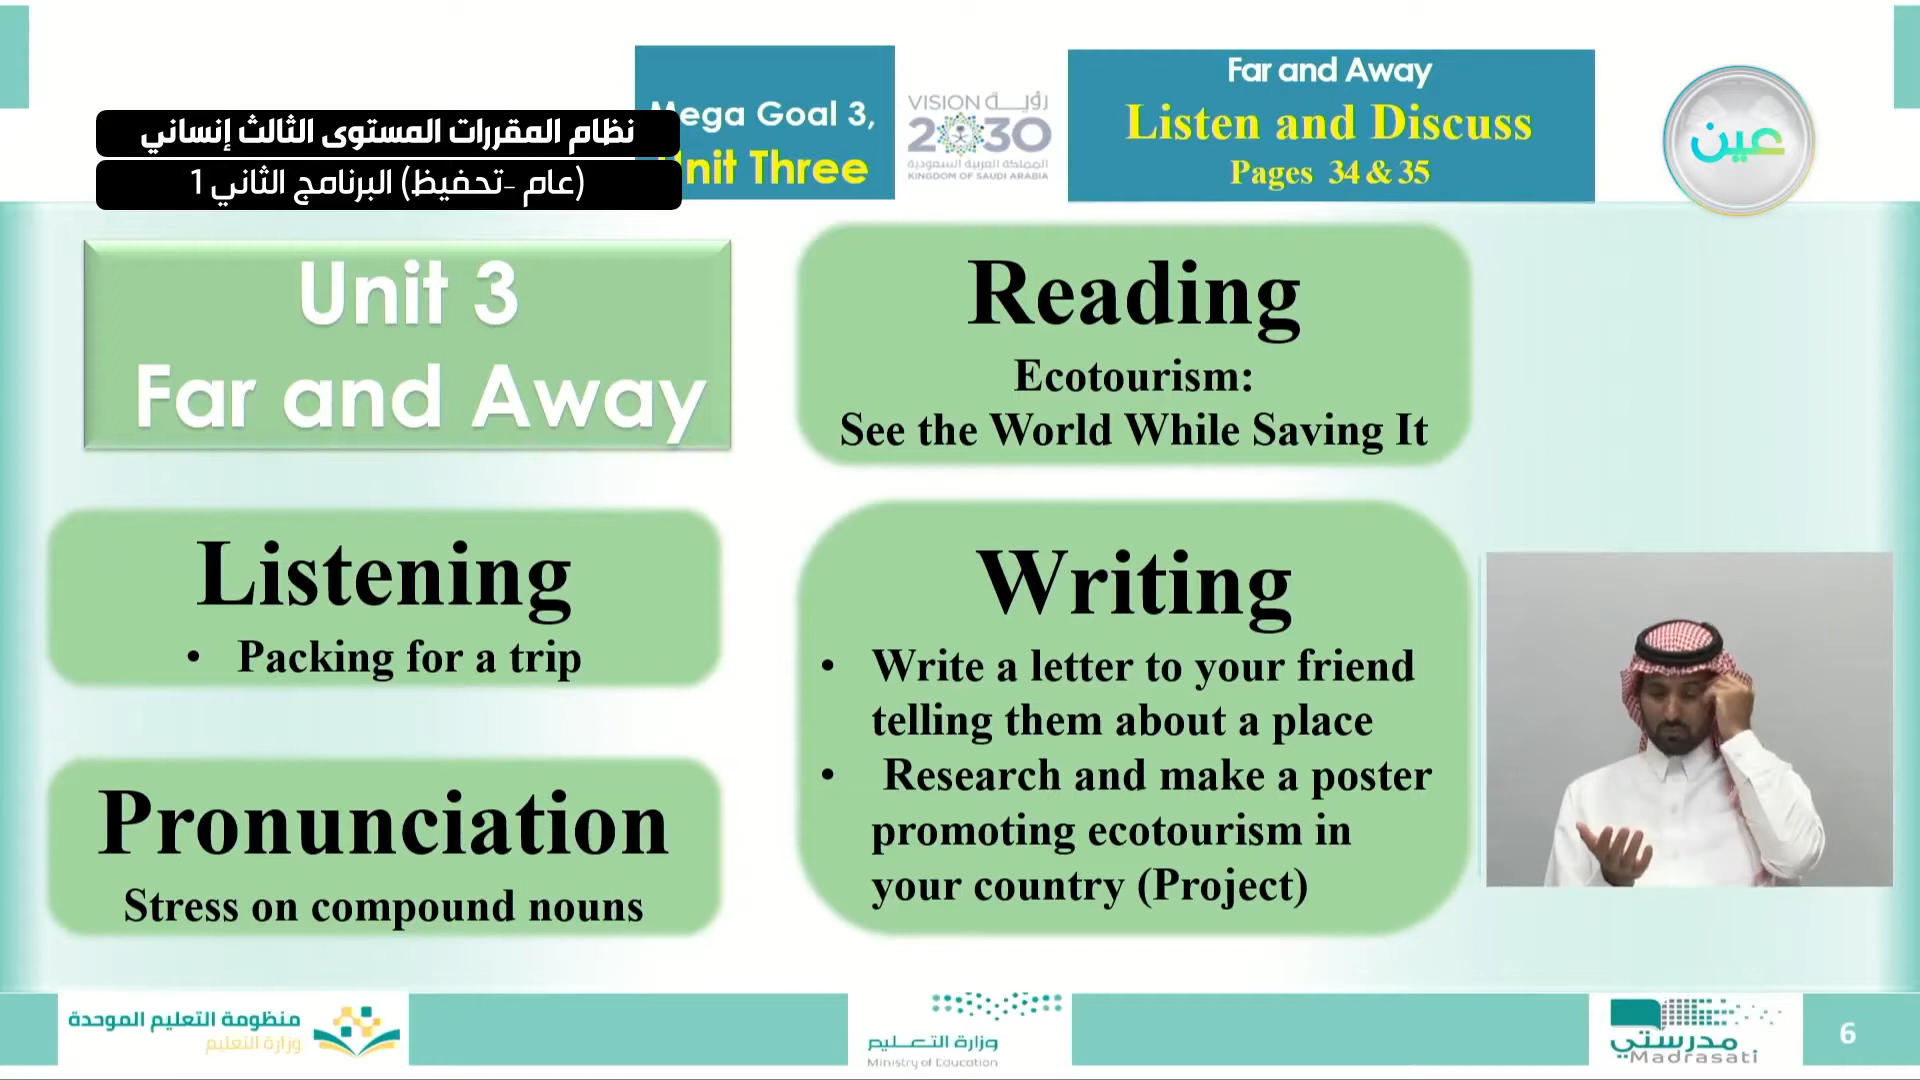 نظام المقررات المستوى الثالث إنساني
(عام -تحفيظ) البرنامج الثاني 1
Mega Goal 3,
Unit Three
VISION رؤيـــة
2030
المملكة العربية السعودية
KINGDOM OF SAUDI ARABIA
Far and Away
Listen and Discuss
Pages 34 & 35
عين
Unit 3
Far and Away
Reading
Ecotourism:
See the World While Saving It
Listening
• Packing for a trip
Writing
• Write a letter to your friend
telling them about a place
• Research and make a poster
promoting ecotourism in
your country (Project)
Pronunciation
Stress on compound nouns
منظومة التعليم الموحدة
وزارة التعليم
وزارة التعـــليم
Ministry of Education
مدرستي
Madrasati
6